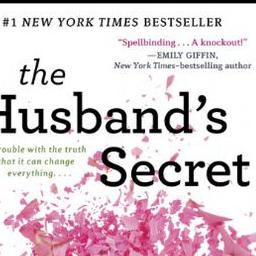 #1 NEW YORK TIMES BESTSELLER
"Spellbinding . . . A knockout!"
—EMILY GIFFIN,
New York Times–bestselling author
the
Husband's
Secret
rouble with the truth
that it can change
everything. . . .